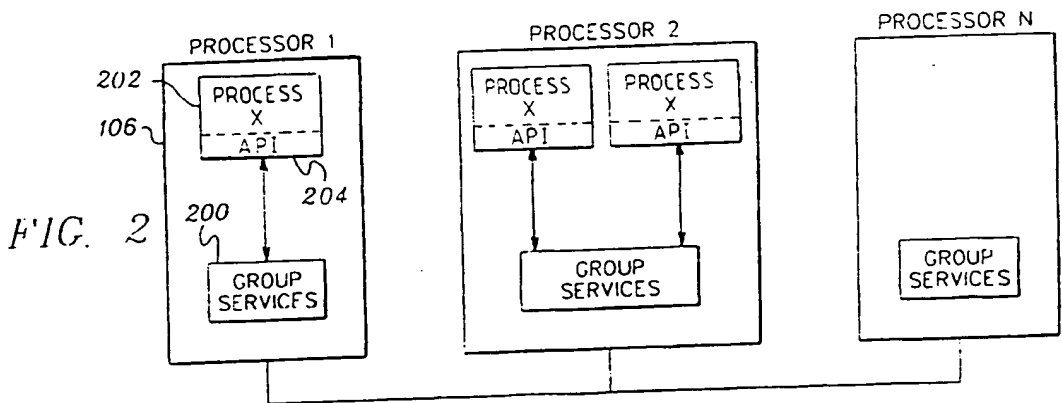 PROCESSOR 1
PROCESSOR 2
PROCESSOR N
202
106
PROCESS
X
API
204
200
GROUP
SERVICES
PROCESS
X
API
PROCESS
X
API
GROUP
SERVICES
GROUP
SERVICES
FIG. 2